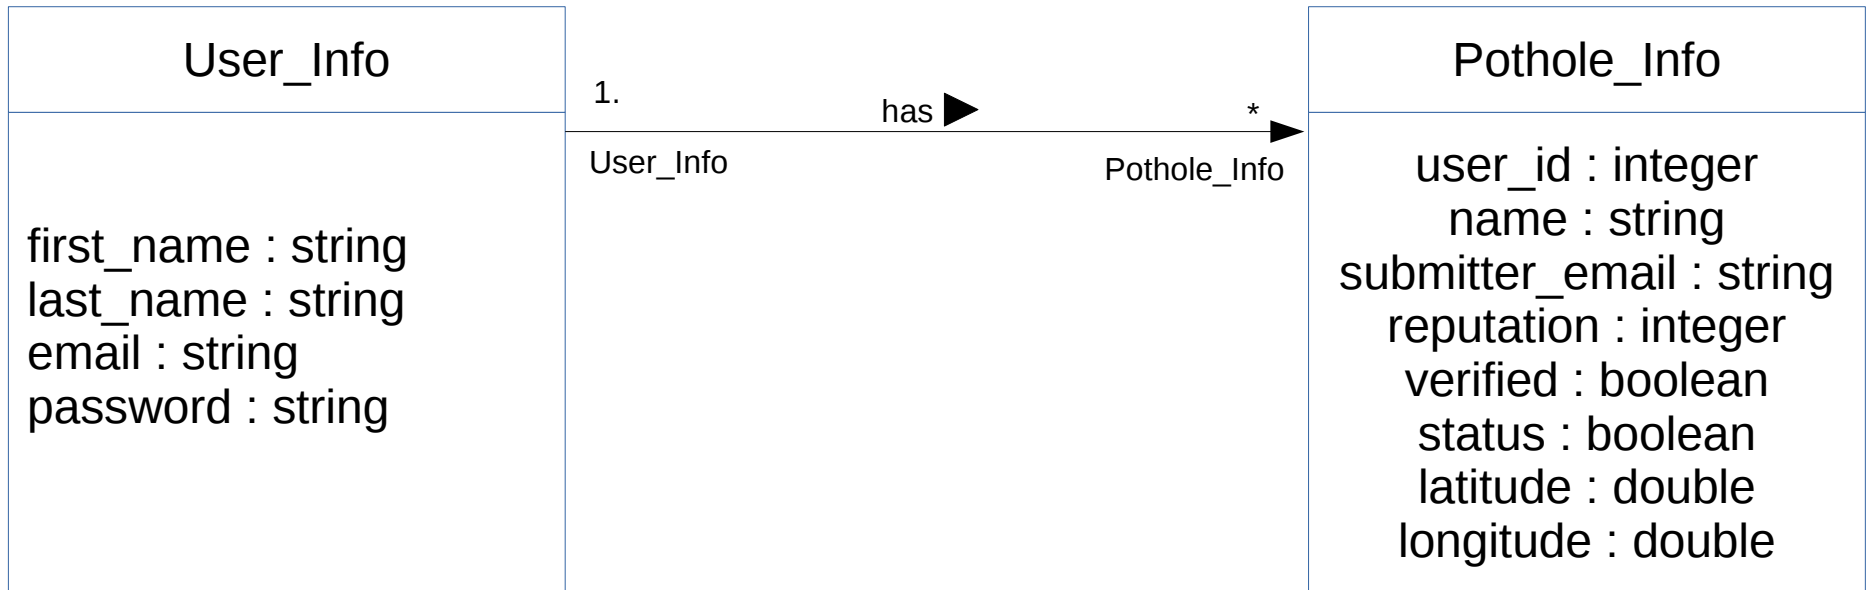 User_Info
first_name : string
last_name : string
email : string
password : string
1.
has
*
User_Info
Pothole_Info
Pothole_Info
user_id : integer
name : string
submitter_email : string
reputation : integer
verified : boolean
status : boolean
latitude : double
longitude : double